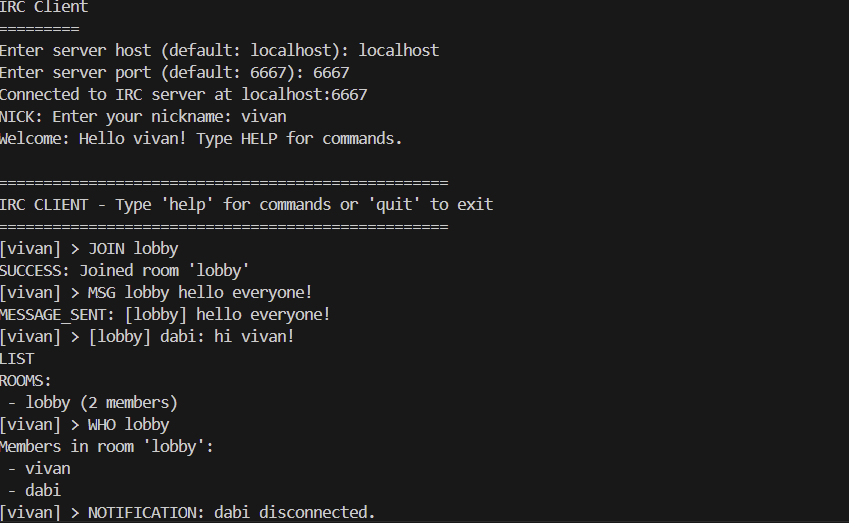 IRC Client
=========
Enter server host (default: localhost): localhost
Enter server port (default: 6667): 6667
Connected to IRC server at localhost:6667
NICK: Enter your nickname: vivan
Welcome: Hello vivan! Type HELP for commands.

==================================================
IRC CLIENT - Type 'help' for commands or 'quit' to exit
==================================================
[vivan] > JOIN lobby
SUCCESS: Joined room 'lobby'
[vivan] > MSG lobby hello everyone!
MESSAGE_SENT: [lobby] hello everyone!
[vivan] > [lobby] dabi: hi vivan!
LIST
ROOMS:
 - lobby (2 members)
[vivan] > WHO lobby
Members in room 'lobby':
 - vivan
 - dabi
[vivan] > NOTIFICATION: dabi disconnected.